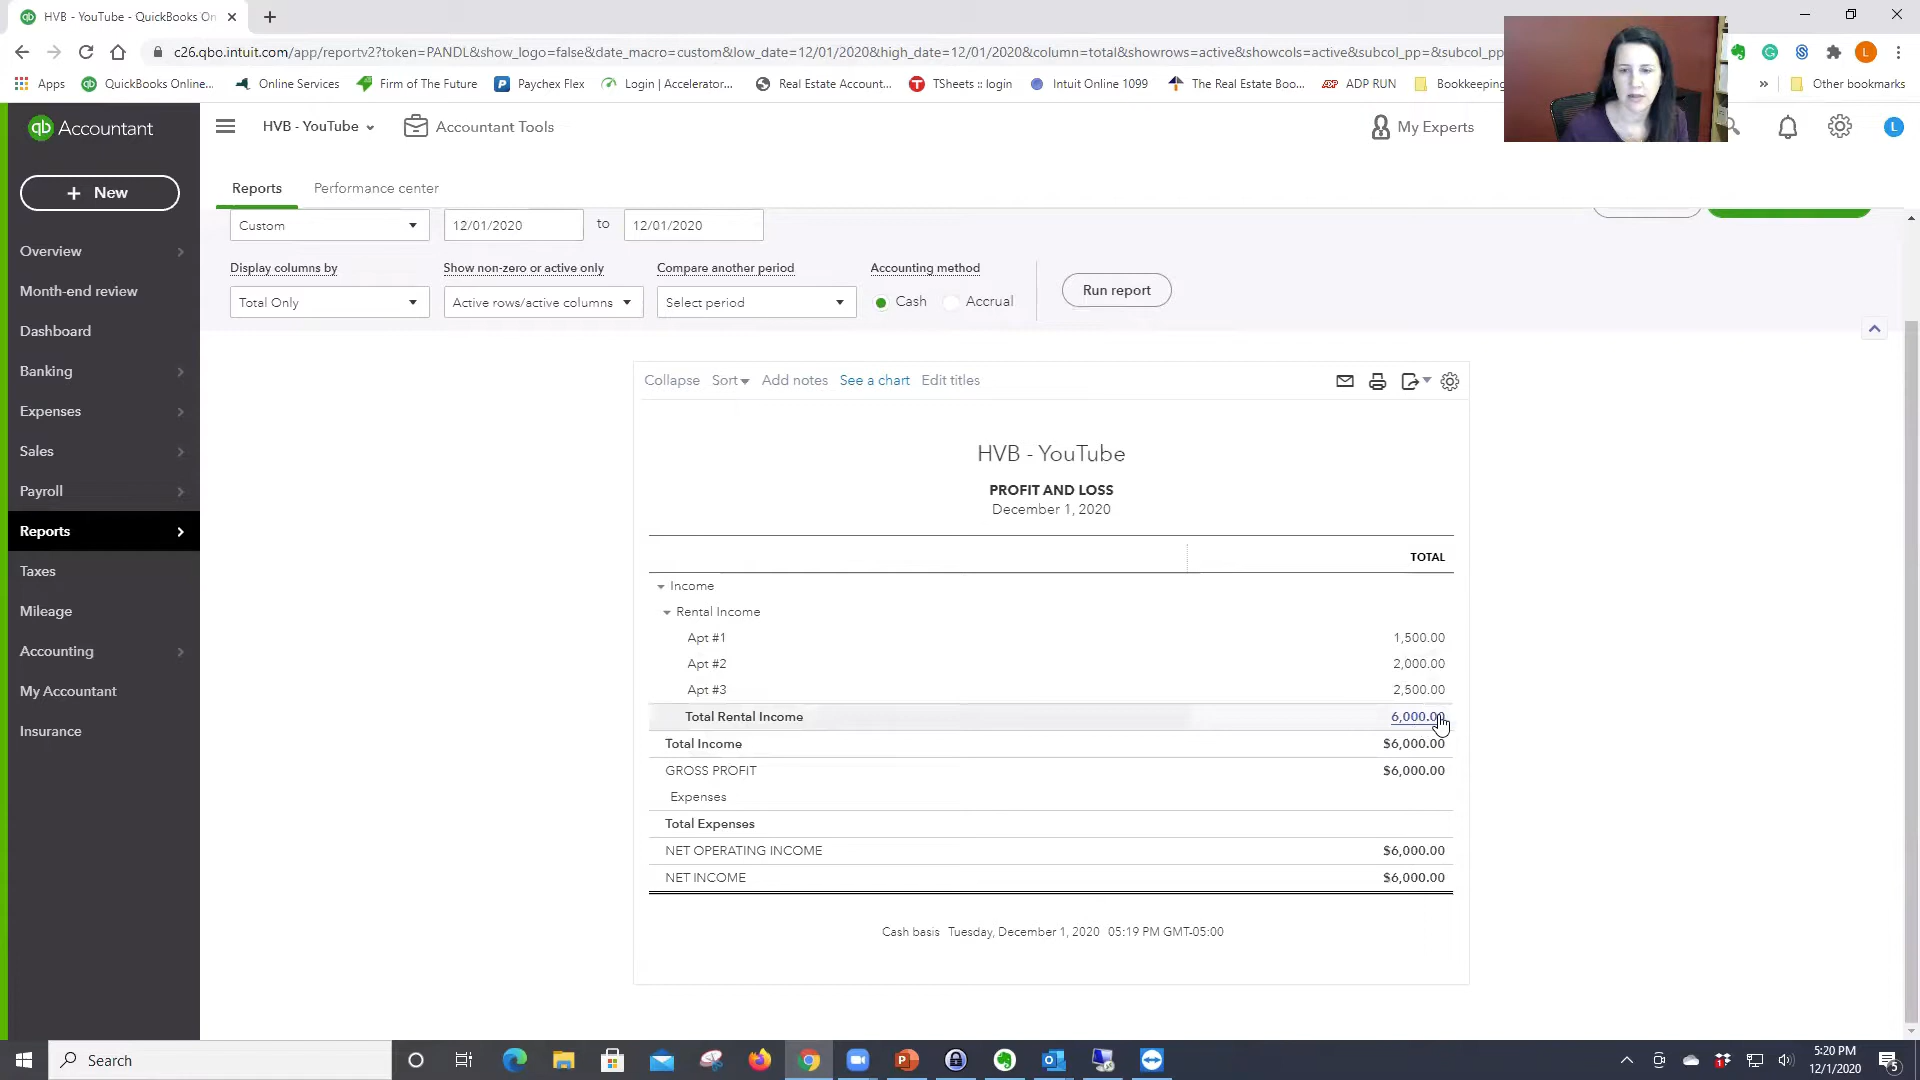 HVB - YouTube - QuickBooks On
c26.qbo.intuit.com/app/reportv2?token=PANDL&show_logo=false&date_macro=custom&low_date=12/01/2020&high_date=12/01/2020&column=total&showrows=active&showcols=active&subcol_pp=&subcol_pp
L
Apps QuickBooks Online... Online Services Firm of The Future Paychex Flex Login | Accelerator... Real Estate Account... TSheets :: login Intuit Online 1099 The Real Estate Boo... ADP RUN Bookkeeping » Other bookmarks
qb Accountant
HVB - YouTube
Accountant Tools
My Experts
L
+ New
Reports Performance center
Custom 12/01/2020 to 12/01/2020
Overview
Display columns by Show non-zero or active only Compare another period Accounting method
Month-end review
Total Only Active rows/active columns Select period Cash Accrual Run report
Dashboard
Banking
Expenses
Sales
Payroll
Reports
Taxes
Mileage
Accounting
My Accountant
Insurance
Collapse Sort Add notes See a chart Edit titles
HVB - YouTube
PROFIT AND LOSS
December 1, 2020
TOTAL
Income
Rental Income
Apt #1 1,500.00
Apt #2 2,000.00
Apt #3 2,500.00
Total Rental Income 6,000.00
Total Income $6,000.00
GROSS PROFIT $6,000.00
Expenses
Total Expenses
NET OPERATING INCOME $6,000.00
NET INCOME $6,000.00
Cash basis Tuesday, December 1, 2020 05:19 PM GMT-05:00
Search
5:20 PM
12/1/2020
5